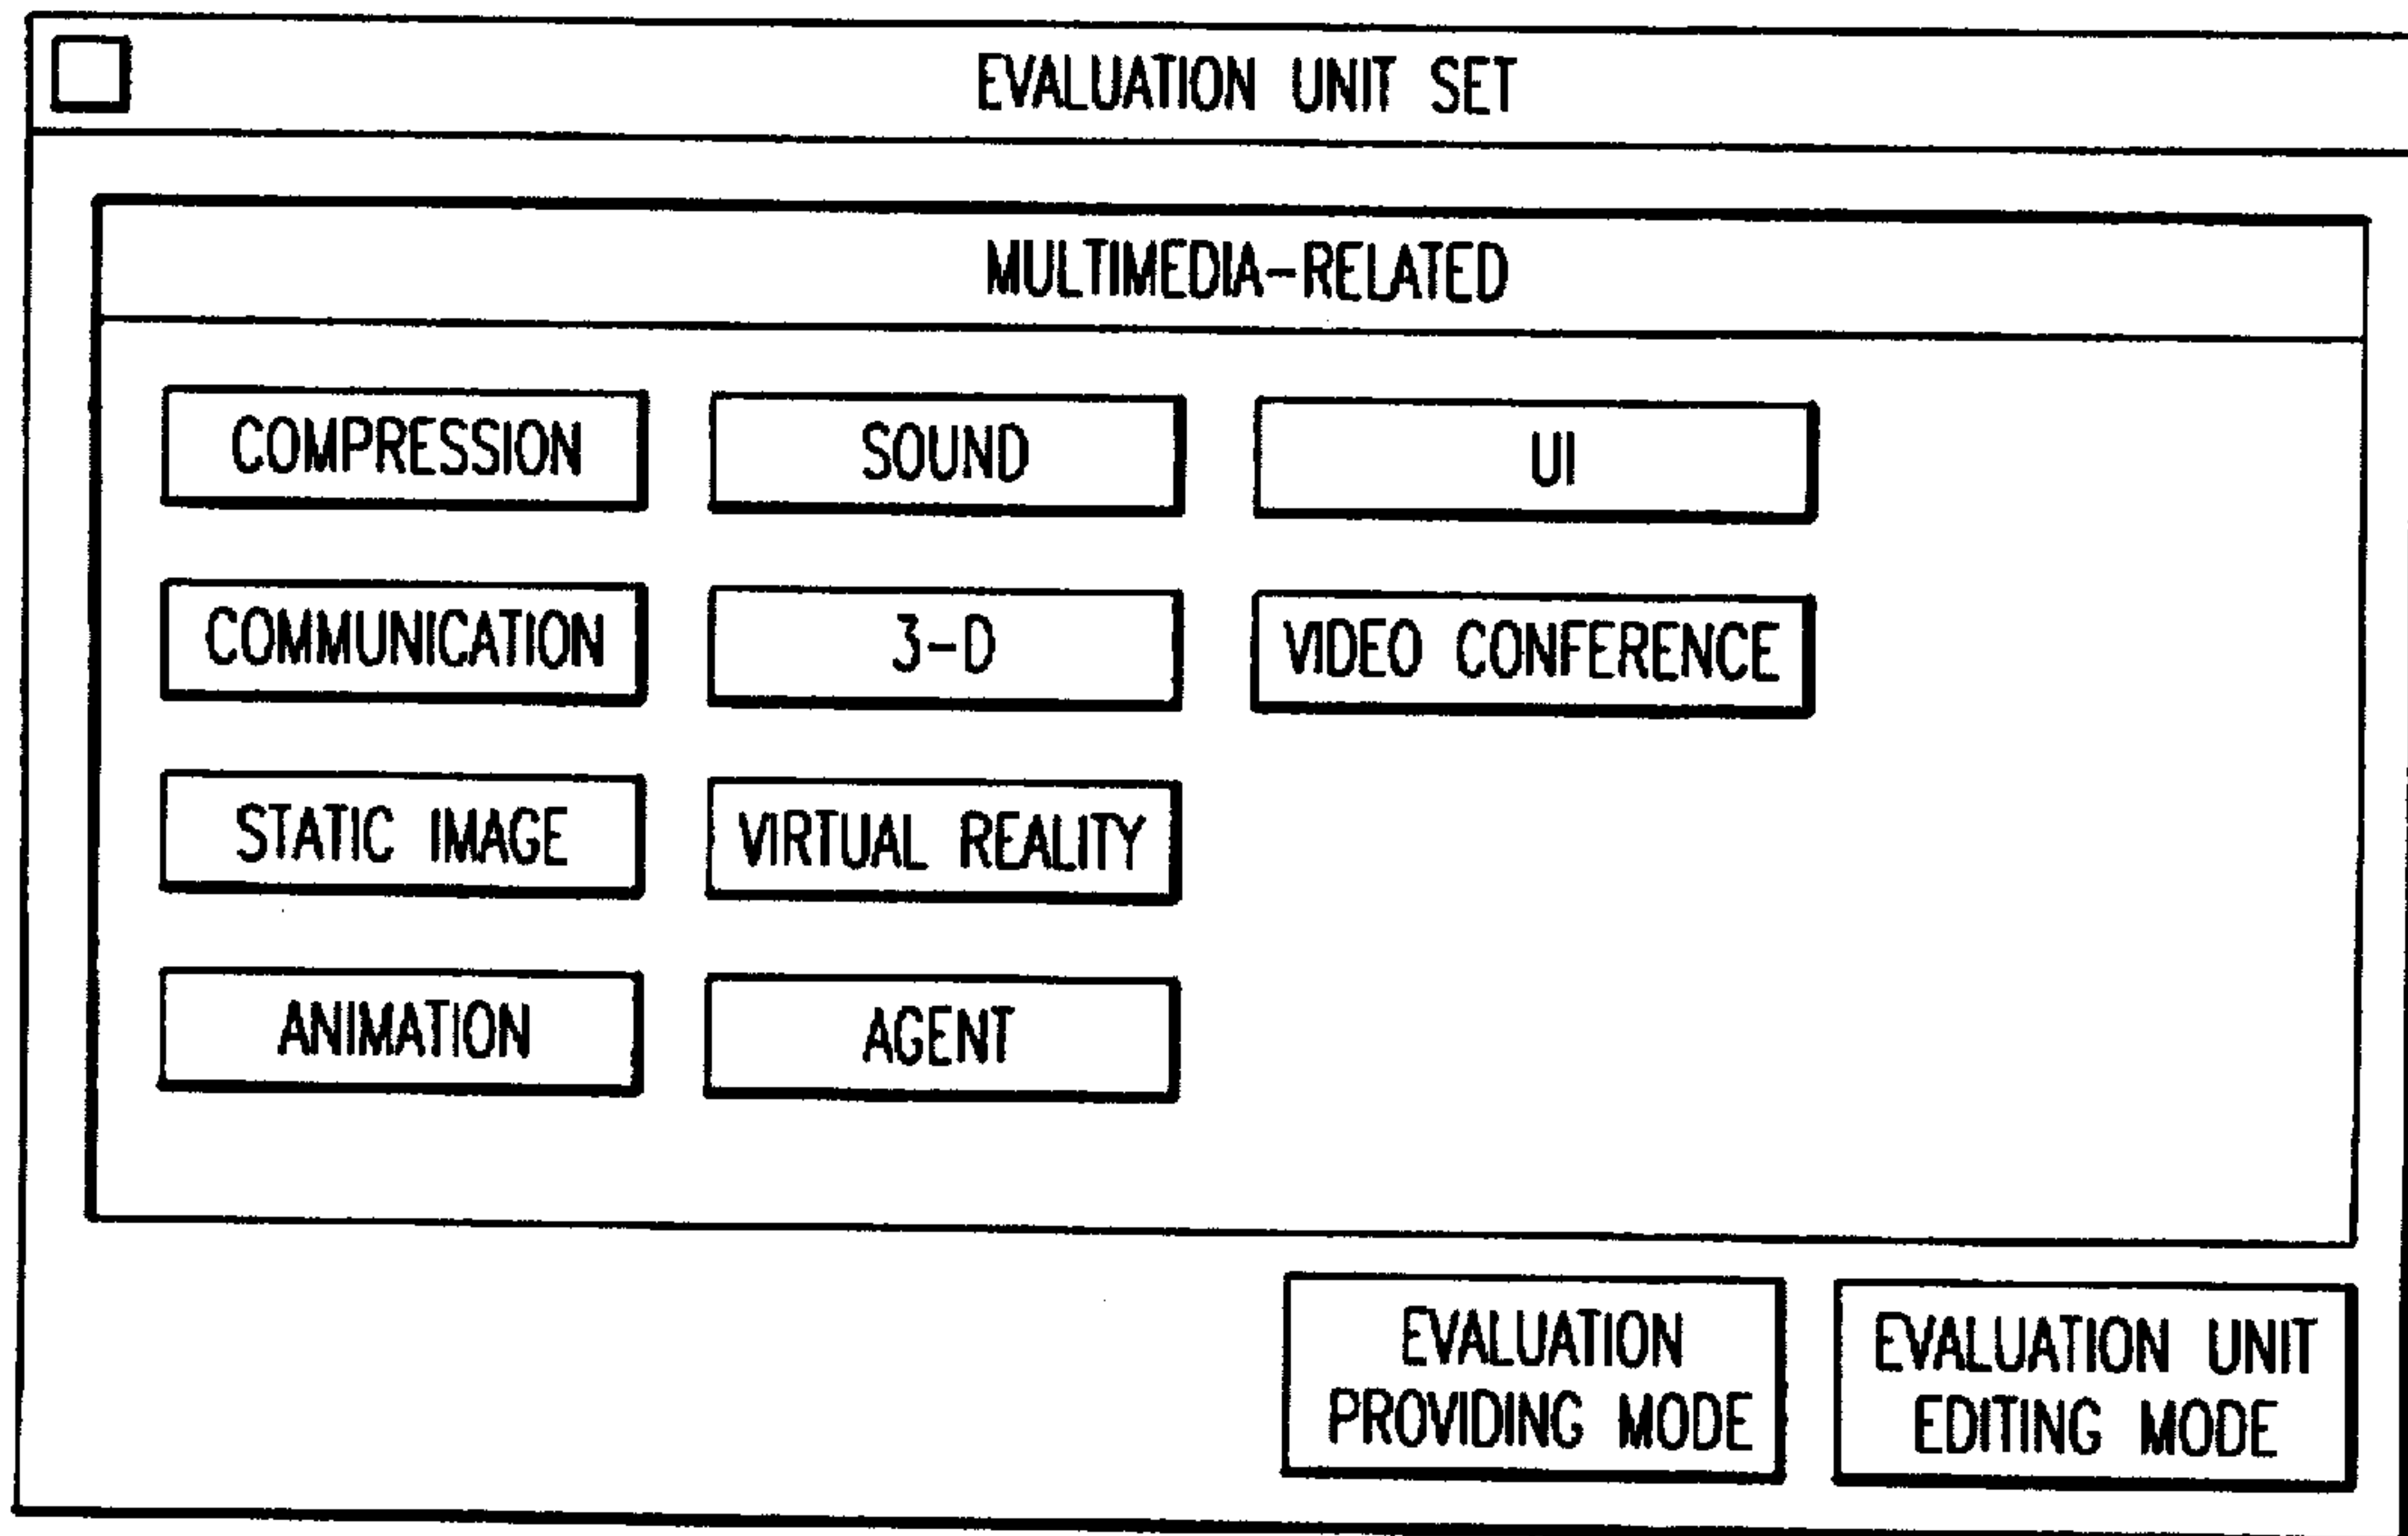 EVALUATION UNIT SET
MULTIMEDIA-RELATED
COMPRESSION
SOUND
UI
COMMUNICATION
3-D
VIDEO CONFERENCE
STATIC IMAGE
VIRTUAL REALITY
ANIMATION
AGENT
EVALUATION
PROVIDING MODE
EVALUATION UNIT
EDITING MODE